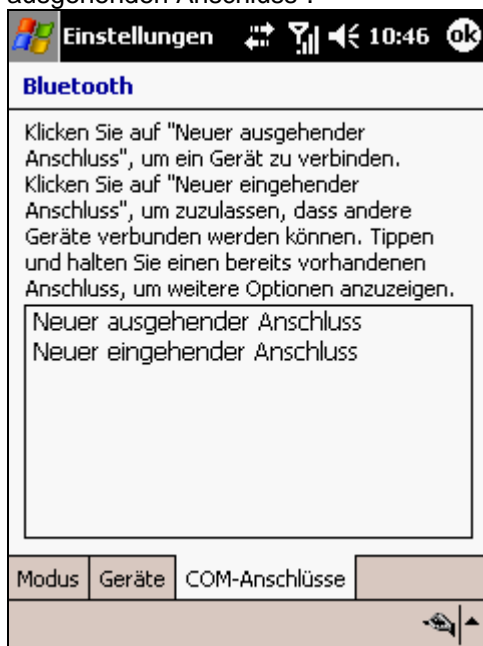 ausgehenden Anschluss".
Einstellungen 10:46 ok
Bluetooth
Klicken Sie auf "Neuer ausgehender
Anschluss", um ein Gerät zu verbinden.
Klicken Sie auf "Neuer eingehender
Anschluss", um zuzulassen, dass andere
Geräte verbunden werden können. Tippen
und halten Sie einen bereits vorhandenen
Anschluss, um weitere Optionen anzuzeigen.
Neuer ausgehender Anschluss
Neuer eingehender Anschluss
Modus Geräte COM-Anschlüsse